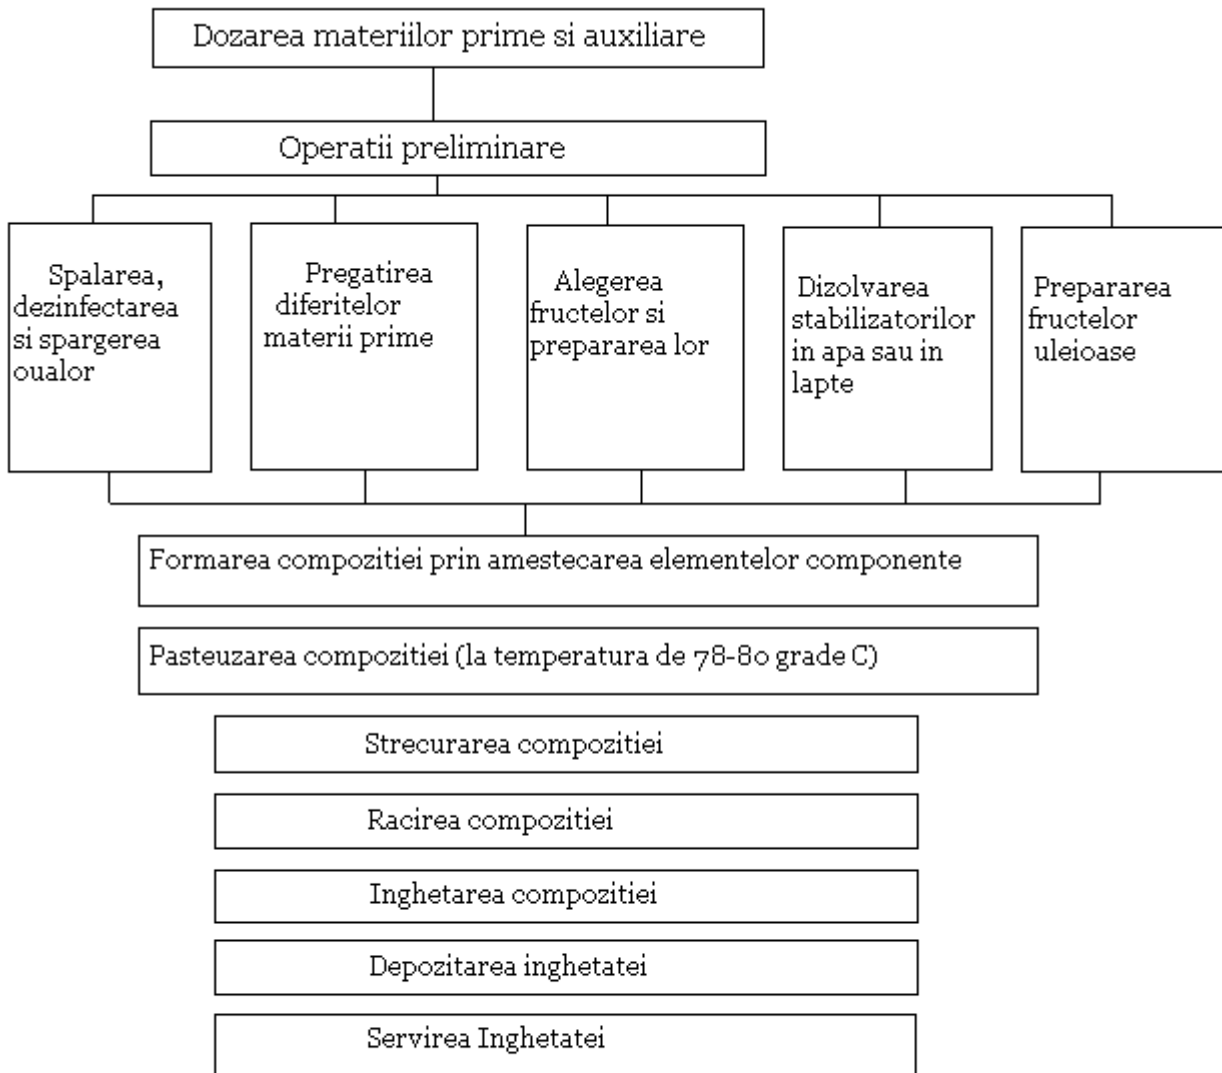 Dozarea materiilor prime si auxiliare
Operatii preliminare
Spalarea,
dezinfectarea
si spargerea
oualor
Pregatirea
diferitelor
materii prime
Alegerea
fructelor si
prepararea lor
Dizolvarea
stabilizatorilor
in apa sau in
lapte
Prepararea
fructelor
uleioase
Formarea compozitiei prin amestecarea elementelor componente
Pasteuzarea compozitiei (la temperatura de 78-80 grade C)
Strecurarea compozitiei
Racirea compozitiei
Inghetarea compozitiei
Depozitarea inghetatei
Servirea Inghetatei